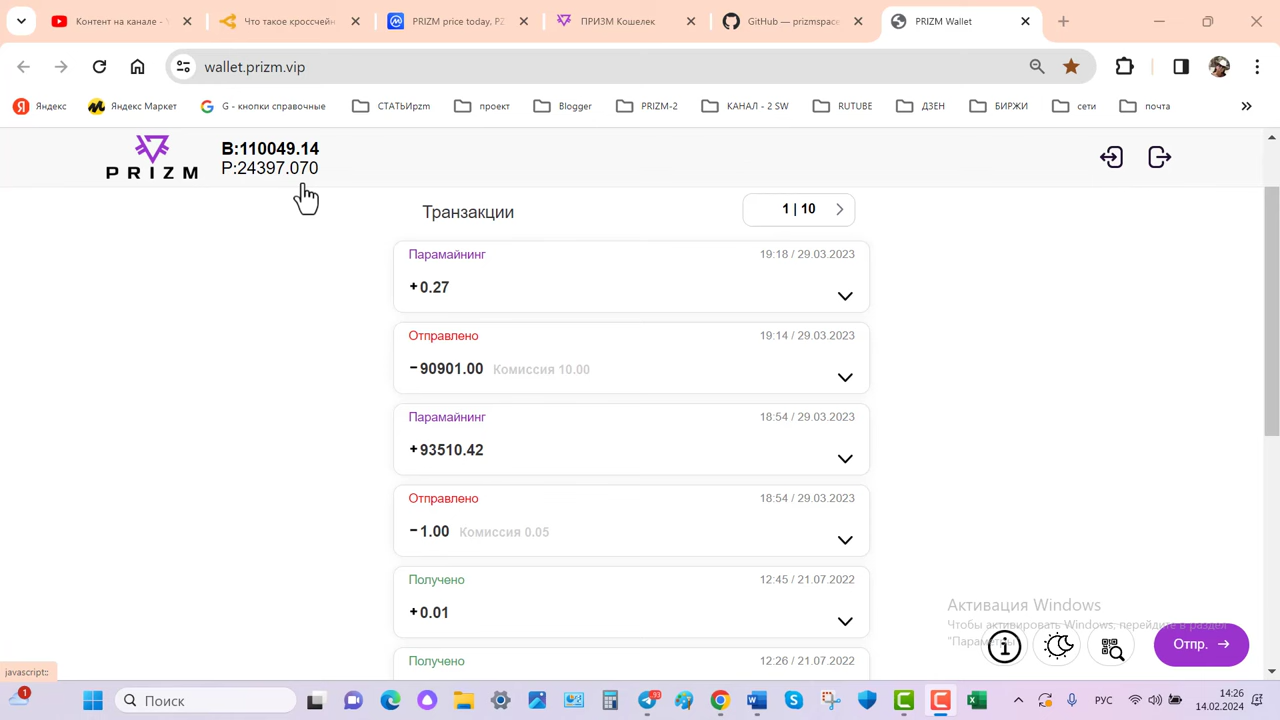 Контент на канале -
Что такое кроссчейн
PRIZM price today, PZ
ПРИЗМ Кошелек
GitHub — prizmspace
PRIZM Wallet
wallet.prizm.vip
Яндекс
Яндекс Маркет
G - кнопки справочные
СТАТЬИpзm
проект
Blogger
PRIZM-2
КАНАЛ - 2 SW
RUTUBE
ДЗЕН
БИРЖИ
сети
почта
PRIZM
B:110049.14
P:24397.070
Транзакции
1 | 10
Парамайнинг
19:18 / 29.03.2023
+0.27
Отправлено
19:14 / 29.03.2023
-90901.00 Комиссия 10.00
Парамайнинг
18:54 / 29.03.2023
+93510.42
Отправлено
18:54 / 29.03.2023
-1.00 Комиссия 0.05
Получено
12:45 / 21.07.2022
+0.01
Получено
12:26 / 21.07.2022
Активация Windows
Чтобы активировать Windows, перейдите в раздел
"Парам
Отпр.
javascript:;
1
Поиск
РУС
14:26
14.02.2024